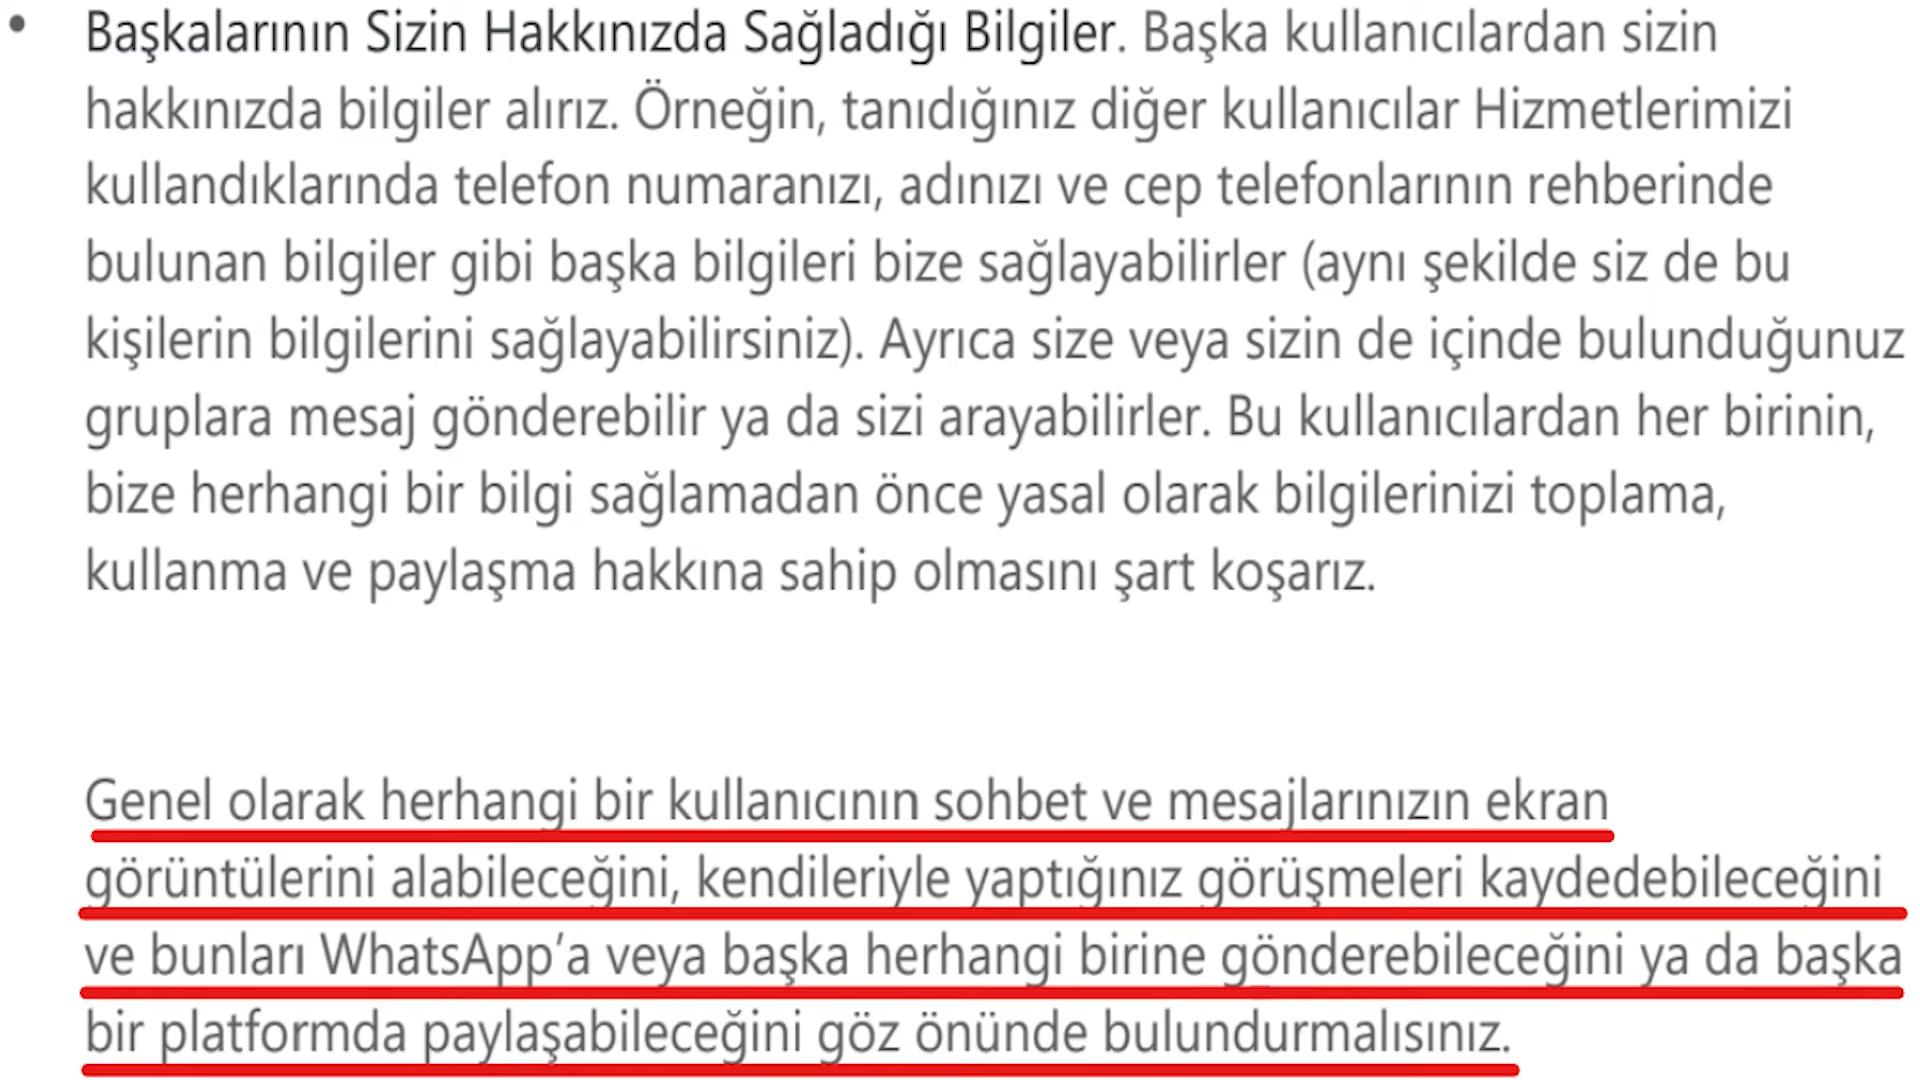 • Başkalarının Sizin Hakkınızda Sağladığı Bilgiler. Başka kullanıcılardan sizin
hakkınızda bilgiler alırız. Örneğin, tanıdığınız diğer kullanıcılar Hizmetlerimizi
kullandıklarında telefon numaranızı, adınızı ve cep telefonlarının rehberinde
bulunan bilgiler gibi başka bilgileri bize sağlayabilirler (aynı şekilde siz de bu
kişilerin bilgilerini sağlayabilirsiniz). Ayrıca size veya sizin de içinde bulunduğunuz
gruplara mesaj gönderebilir ya da sizi arayabilirler. Bu kullanıcılardan her birinin,
bize herhangi bir bilgi sağlamadan önce yasal olarak bilgilerinizi toplama,
kullanma ve paylaşma hakkına sahip olmasını şart koşarız.
Genel olarak herhangi bir kullanıcının sohbet ve mesajlarınızın ekran
görüntülerini alabileceğini, kendileriyle yaptığınız görüşmeleri kaydedebileceğini
ve bunları WhatsApp’a veya başka herhangi birine gönderebileceğini ya da başka
bir platformda paylaşabileceğini göz önünde bulundurmalısınız.